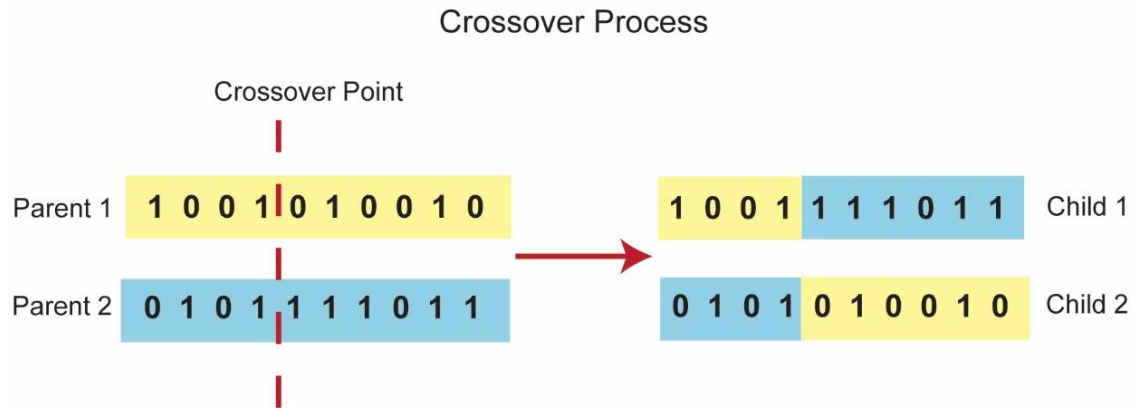 Crossover Process
Crossover Point
Parent 1 1 0 0 1 0 1 0 0 1 0 1 0 0 1 1 1 1 0 1 1 Child 1
Parent 2 0 1 0 1 1 1 1 0 1 1 0 1 0 1 0 1 0 0 1 0 Child 2